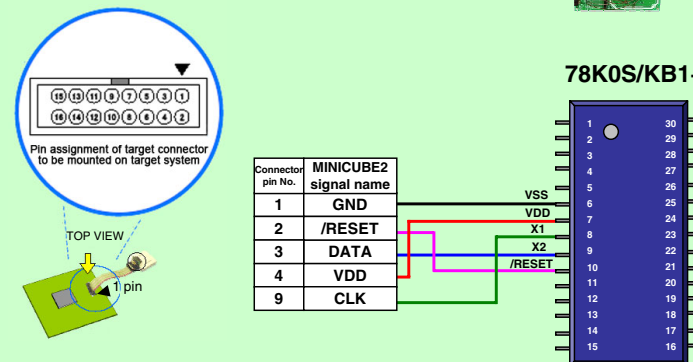 78K0S/KB1-
15 13 11 9 7 5 3 1
16 14 12 10 8 6 4 2
Pin assignment of target connector
to be mounted on target system
TOP VIEW
1 pin
Connector pin No. MINICUBE2 signal name
1 GND
2 /RESET
3 DATA
4 VDD
9 CLK
VSS
VDD
X1
X2
/RESET
1 30
2 29
3 28
4 27
5 26
6 25
7 24
8 23
9 22
10 21
11 20
12 19
13 18
14 17
15 16